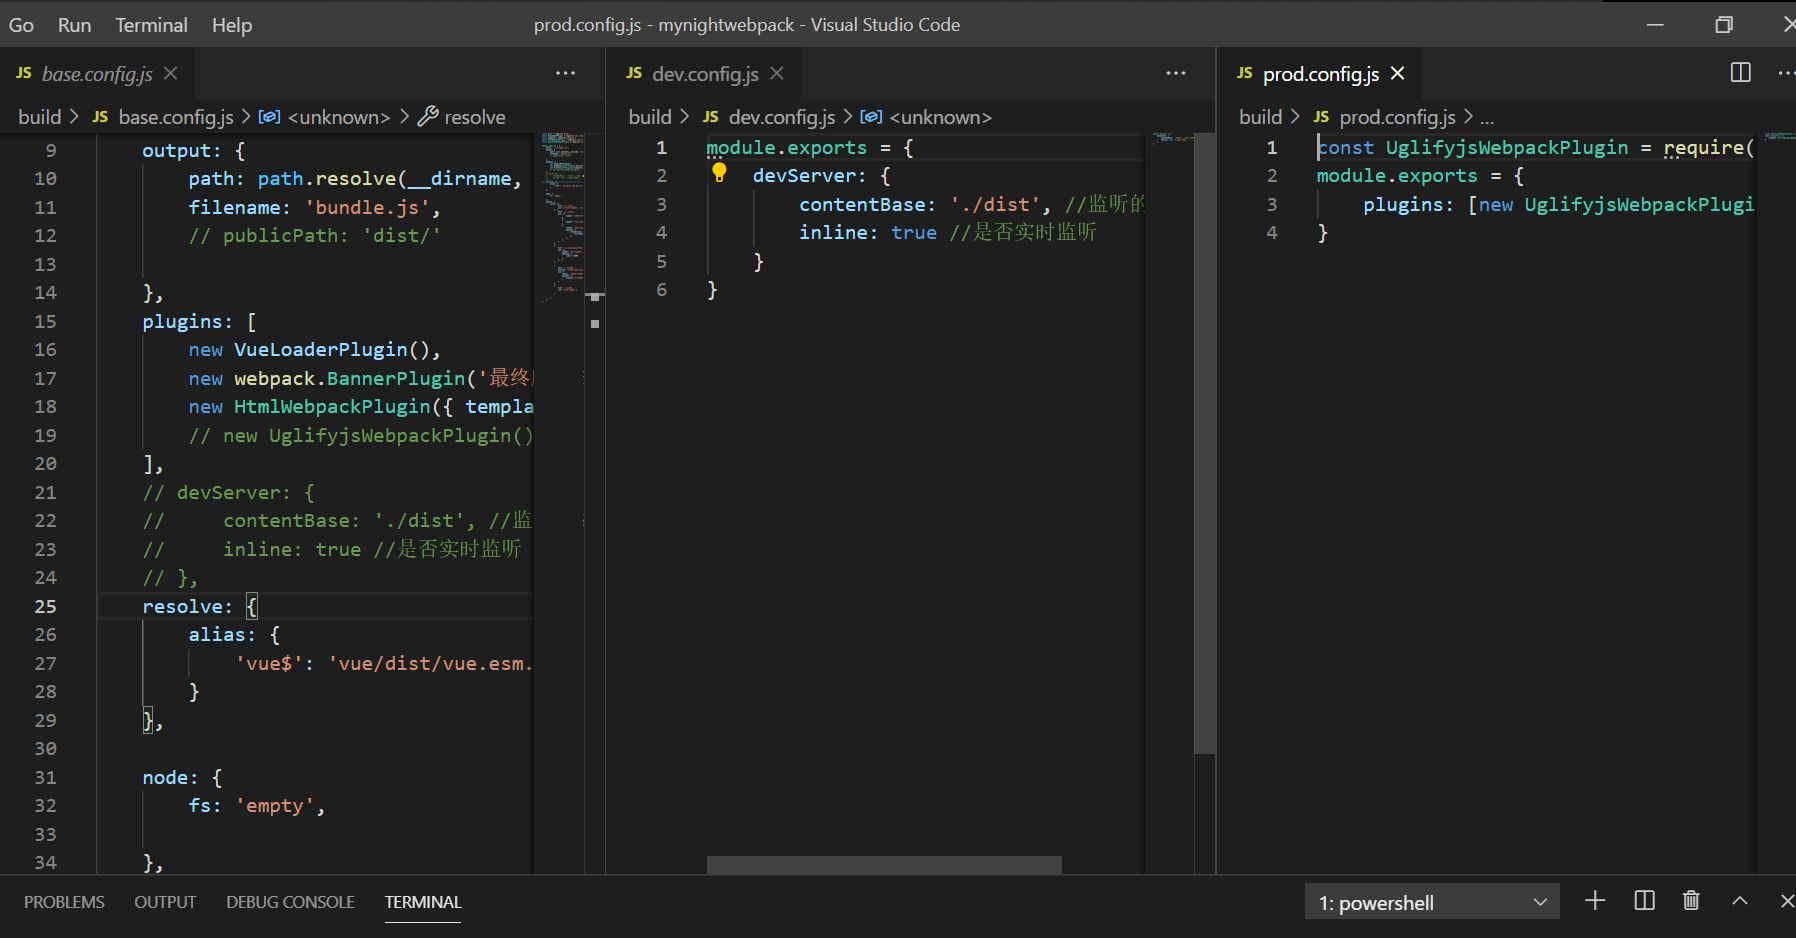 Go Run Terminal Help
prod.config.js - mynightwebpack - Visual Studio Code
JS base.config.js
build > JS base.config.js > <unknown> > resolve
9 output: {
10 path: path.resolve(__dirname,
11 filename: 'bundle.js',
12 // publicPath: 'dist/'
13
14 },
15 plugins: [
16 new VueLoaderPlugin(),
17 new webpack.BannerPlugin('最终
18 new HtmlWebpackPlugin({ templa
19 // new UglifyjsWebpackPlugin()
20 ],
21 // devServer: {
22 // contentBase: './dist', //监
23 // inline: true //是否实时监听
24 // },
25 resolve: {
26 alias: {
27 'vue$': 'vue/dist/vue.esm.
28 }
29 },
30
31 node: {
32 fs: 'empty',
33
34 },
JS dev.config.js
build > JS dev.config.js > <unknown>
1 module.exports = {
2 devServer: {
3 contentBase: './dist', //监听的
4 inline: true //是否实时监听
5 }
6 }
JS prod.config.js
build > JS prod.config.js > ...
1 const UglifyjsWebpackPlugin = require(
2 module.exports = {
3 plugins: [new UglifyjsWebpackPlugi
4 }
PROBLEMS OUTPUT DEBUG CONSOLE TERMINAL
1: powershell